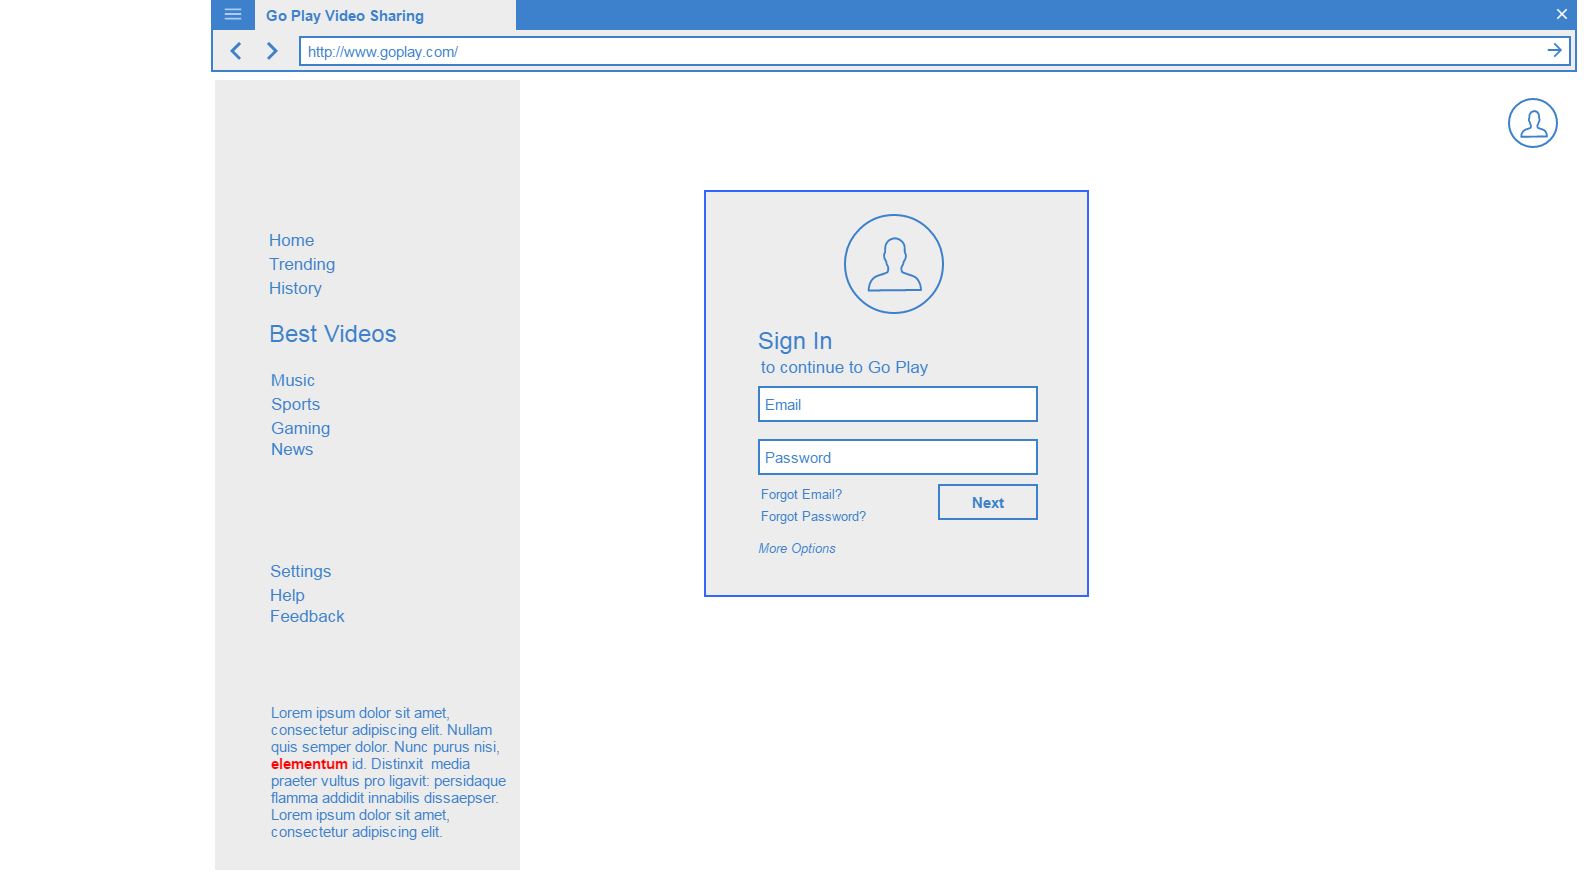 Go Play Video Sharing
http://www.goplay.com/
Home
Trending
History
Best Videos
Music
Sports
Gaming
News
Settings
Help
Feedback
Lorem ipsum dolor sit amet,
consectetur adipiscing elit. Nullam
quis semper dolor. Nunc purus nisi,
elementum id. Distinxit  media
praeter vultus pro ligavit: persidaque
flamma addidit innabilis dissaepser.
Lorem ipsum dolor sit amet,
consectetur adipiscing elit.
Sign In
to continue to Go Play
Email
Password
Forgot Email?
Next
Forgot Password?
More Options